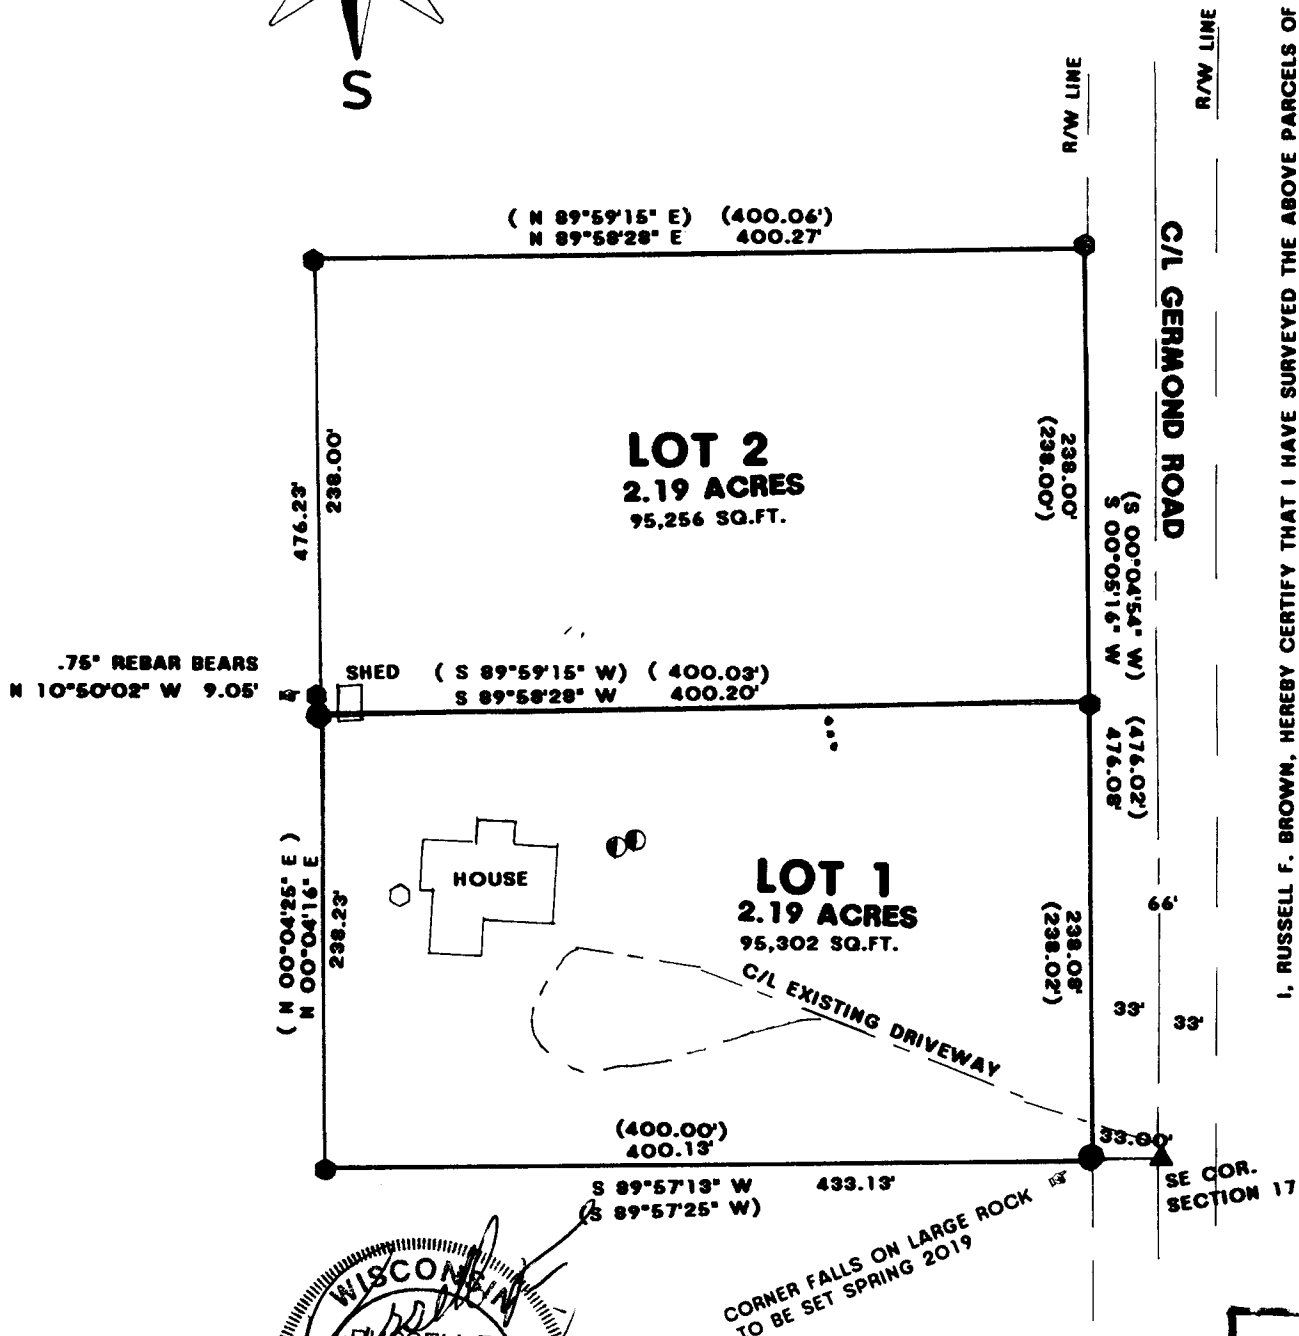 S
R/W LINE
R/W LINE
I, RUSSELL F. BROWN, HEREBY CERTIFY THAT I HAVE SURVEYED THE ABOVE PARCELS OF
( N 89°59'15" E) (400.06')
N 89°58'28" E 400.27'
C/L GERMOND ROAD
LOT 2
2.19 ACRES
95,256 SQ.FT.
476.23'
238.00'
238.00'
(238.00')
(S 00°04'54" W)
S 00°05'16" W
.75" REBAR BEARS
N 10°50'02" W 9.05'
SHED
( S 89°59'15" W) ( 400.03')
S 89°58'28" W 400.20'
(476.02')
476.08'
HOUSE
LOT 1
2.19 ACRES
95,302 SQ.FT.
( N 00°04'25" E )
N 00°04'16" E
238.23'
238.08'
(238.02')
66'
33'
33'
C/L EXISTING DRIVEWAY
(400.00')
400.13'
33.00'
S 89°57'13" W 433.13'
(S 89°57'25" W)
SE COR.
SECTION 17
CORNER FALLS ON LARGE ROCK
TO BE SET SPRING 2019
WISCONSIN